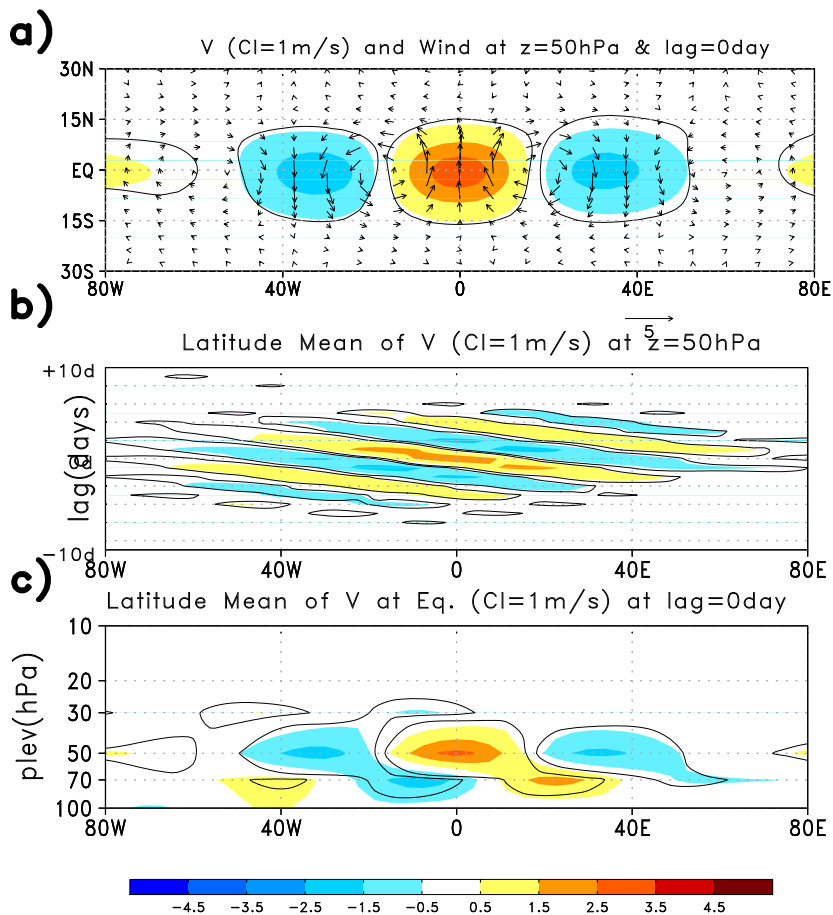 a)
V (CI=1m/s) and Wind at z=50hPa & lag=0day
30N
15N
EQ
15S
30S
80W 40W 0 40E 80E
5
b)
Latitude Mean of V (CI=1m/s) at z=50hPa
+10d
0
-10d
lag(days)
80W 40W 0 40E 80E
c)
Latitude Mean of V at Eq. (CI=1m/s) at lag=0day
10
20
30
50
70
100
plev(hPa)
80W 40W 0 40E 80E
-4.5 -3.5 -2.5 -1.5 -0.5 0.5 1.5 2.5 3.5 4.5